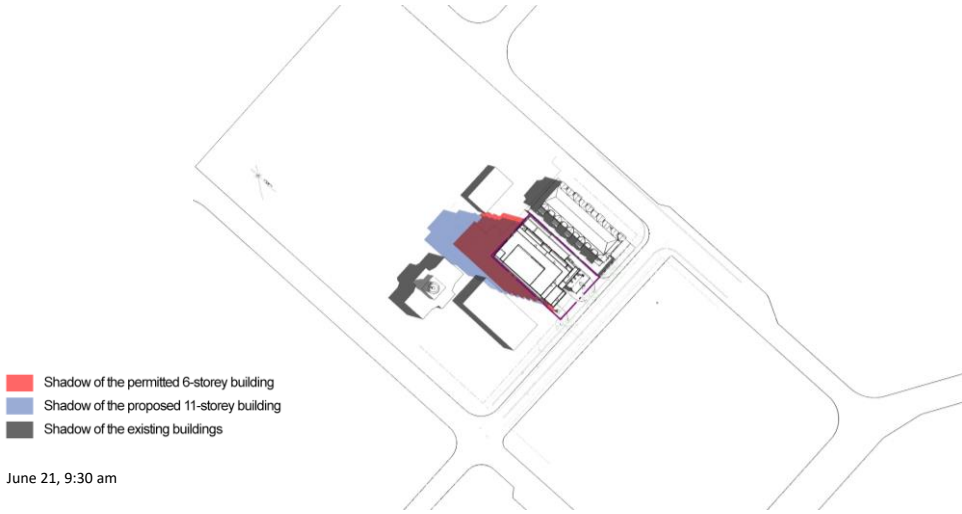 Shadow of the permitted 6-storey building
Shadow of the proposed 11-storey building
Shadow of the existing buildings
June 21, 9:30 am